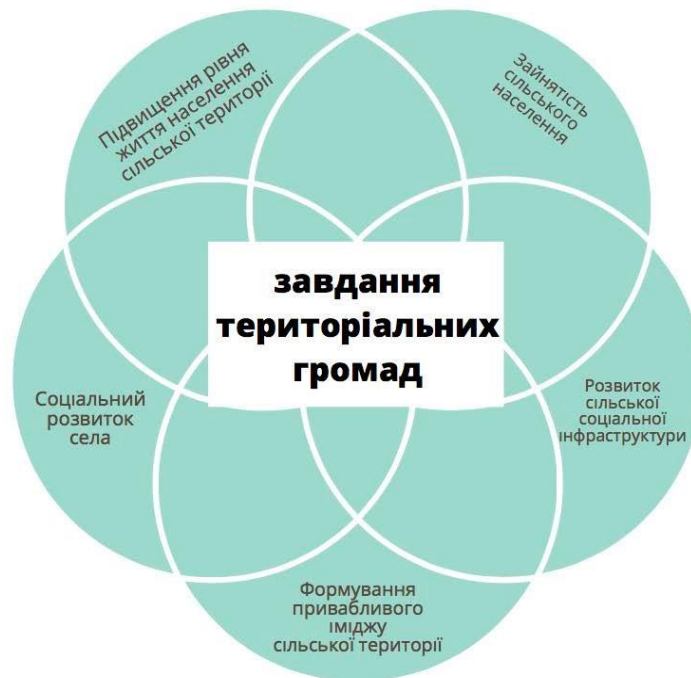 Підвищення рівня
життя населення
сільської території
Зайнятість
сільського
населення
завдання
територіальних
громад
Соціальний
розвиток
села
Розвиток
сільської
соціальної
інфраструктури
Формування
привабливого
іміджу
сільської території